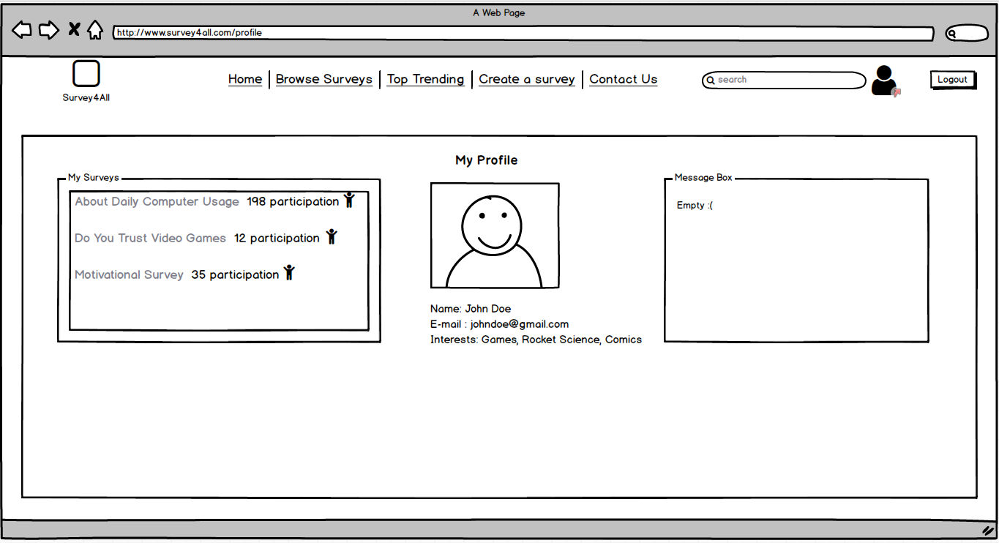 A Web Page
http://www.survey4all.com/profile
Survey4All
Home
Browse Surveys
Top Trending
Create a survey
Contact Us
search
Logout
My Profile
My Surveys
About Daily Computer Usage 198 participation
Do You Trust Video Games 12 participation
Motivational Survey 35 participation
Name: John Doe
E-mail : johndoe@gmail.com
Interests: Games, Rocket Science, Comics
Message Box
Empty :(